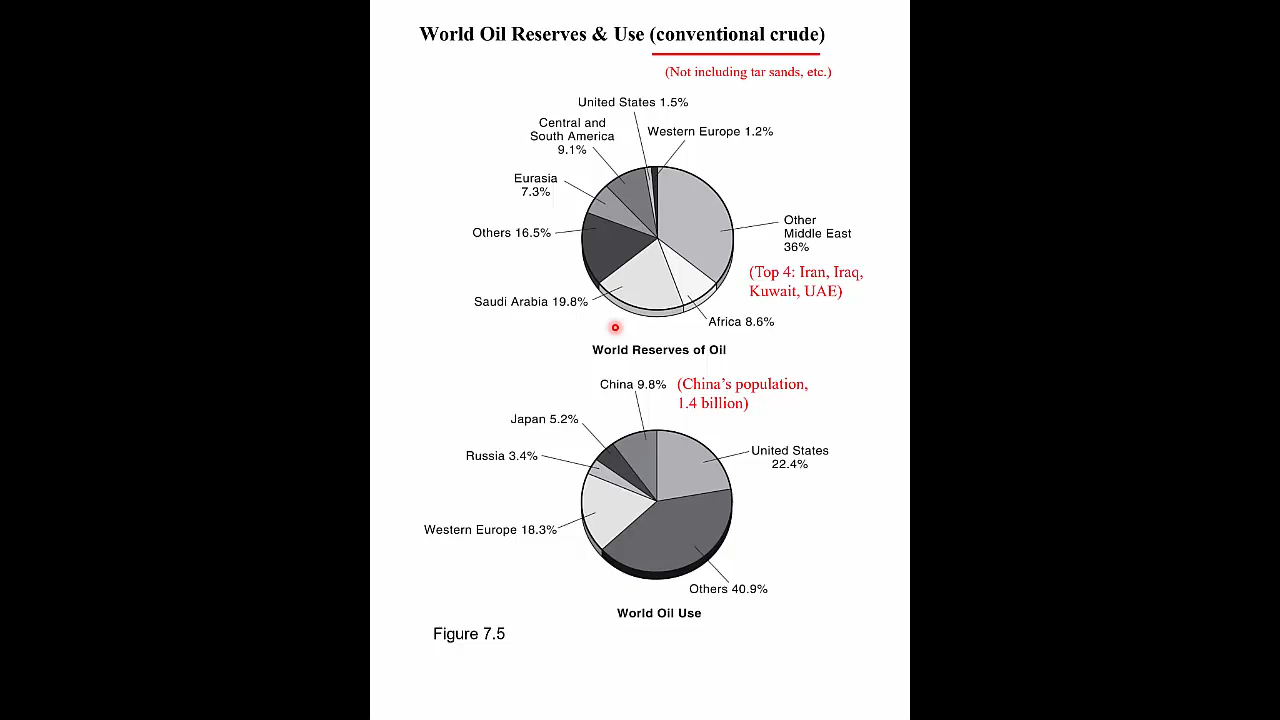 World Oil Reserves & Use (conventional crude)
(Not including tar sands, etc.)
United States 1.5%
Central and
South America
9.1%
Western Europe 1.2%
Eurasia
7.3%
Others 16.5%
Other
Middle East
36%
(Top 4: Iran, Iraq,
Kuwait, UAE)
Saudi Arabia 19.8%
Africa 8.6%
World Reserves of Oil
China 9.8%
(China's population,
1.4 billion)
Japan 5.2%
Russia 3.4%
United States
22.4%
Western Europe 18.3%
Others 40.9%
World Oil Use
Figure 7.5